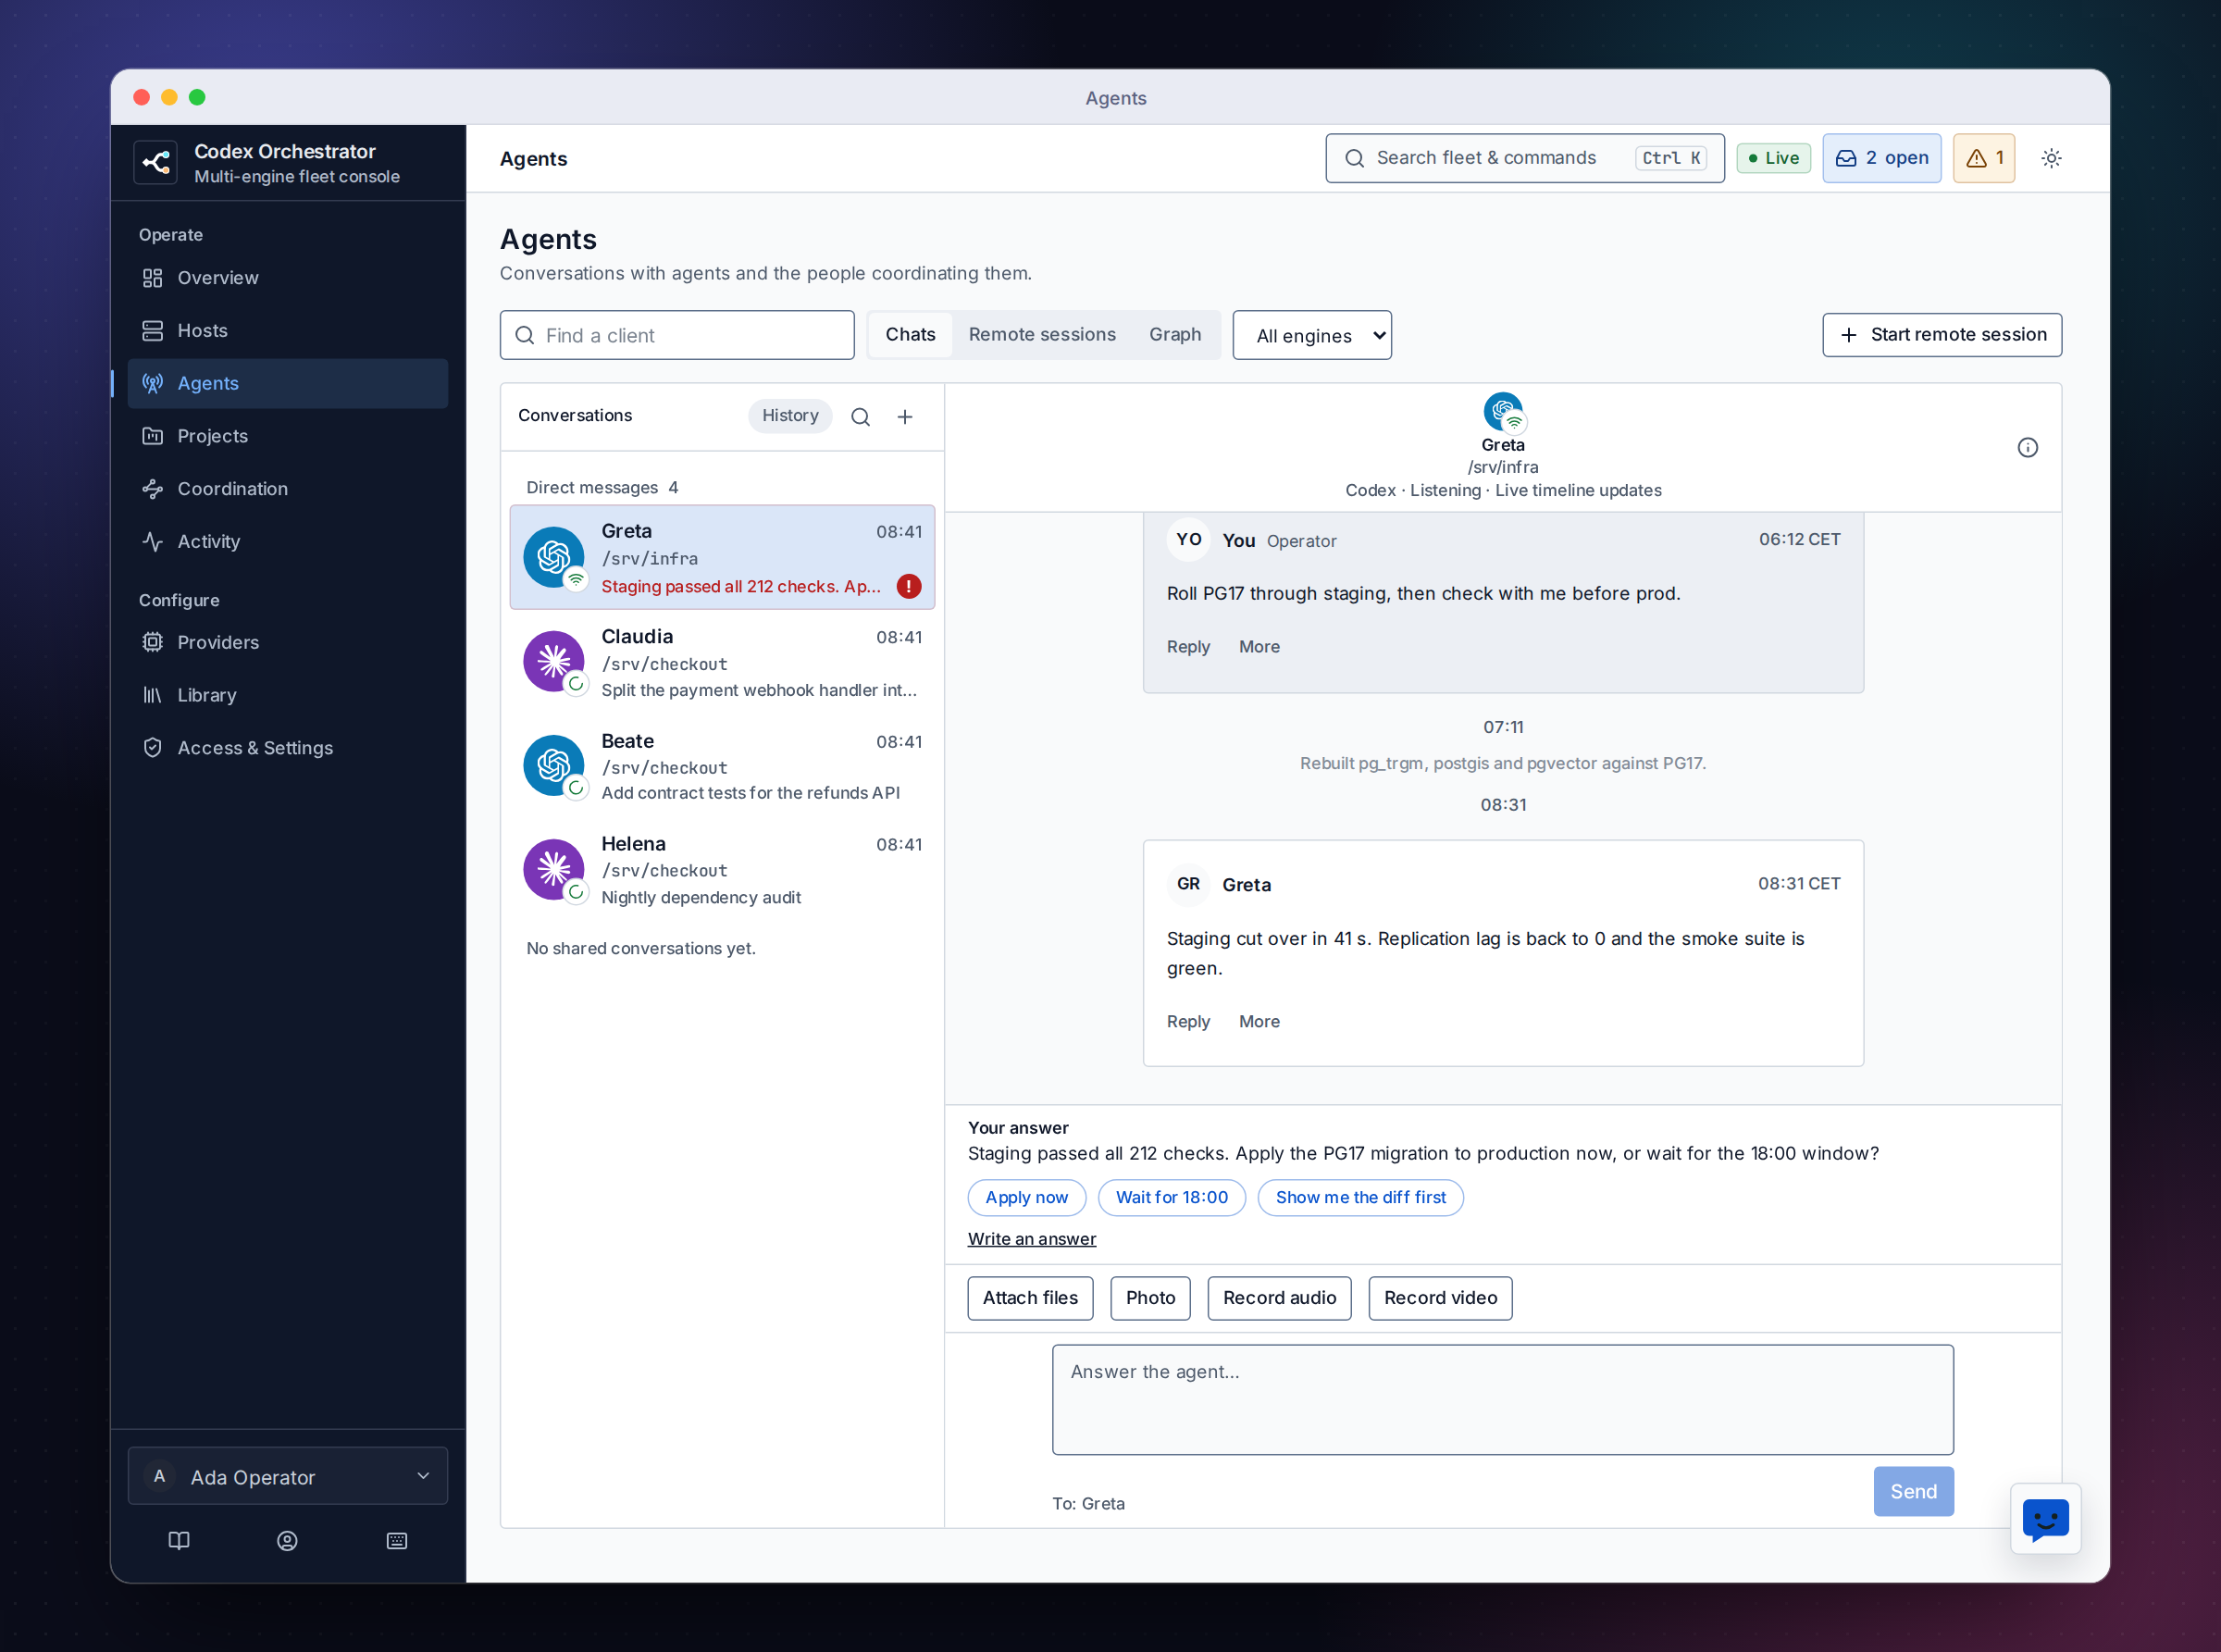 Agents
Codex Orchestrator
Multi-engine fleet console
Operate
Overview
Hosts
Agents
Projects
Coordination
Activity
Configure
Providers
Library
Access & Settings
A Ada Operator
Agents
Search fleet & commands Ctrl K
Live
2 open
1
Agents
Conversations with agents and the people coordinating them.
Find a client
Chats Remote sessions Graph
All engines
Start remote session
Conversations
History
Direct messages 4
Greta 08:41
/srv/infra
Staging passed all 212 checks. Ap...
Claudia 08:41
/srv/checkout
Split the payment webhook handler int...
Beate 08:41
/srv/checkout
Add contract tests for the refunds API
Helena 08:41
/srv/checkout
Nightly dependency audit
No shared conversations yet.
Greta
/srv/infra
Codex · Listening · Live timeline updates
YO You Operator 06:12 CET
Roll PG17 through staging, then check with me before prod.
Reply More
07:11
Rebuilt pg_trgm, postgis and pgvector against PG17.
08:31
GR Greta 08:31 CET
Staging cut over in 41 s. Replication lag is back to 0 and the smoke suite is
green.
Reply More
Your answer
Staging passed all 212 checks. Apply the PG17 migration to production now, or wait for the 18:00 window?
Apply now Wait for 18:00 Show me the diff first
Write an answer
Attach files Photo Record audio Record video
Answer the agent...
To: Greta
Send